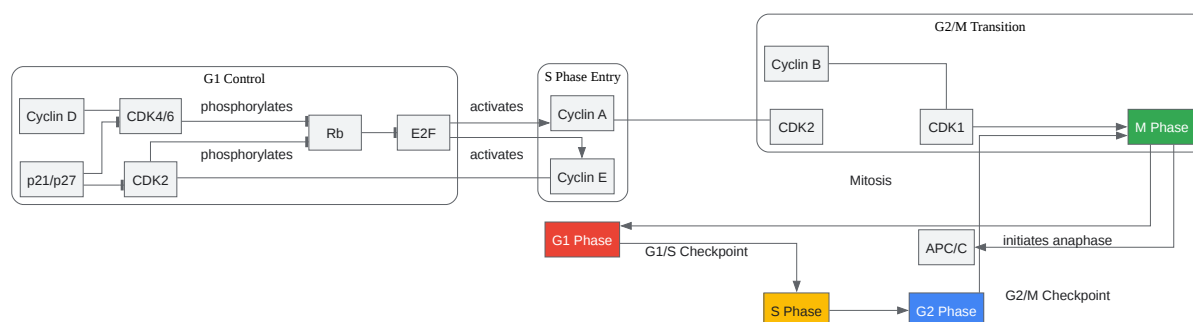 G2/M Transition
Cyclin B
CDK2
CDK1
M Phase
G1 Control
Cyclin D
CDK4/6
phosphorylates
Rb
E2F
p21/p27
CDK2
phosphorylates
activates
activates
S Phase Entry
Cyclin A
Cyclin E
Mitosis
G1 Phase
G1/S Checkpoint
APC/C
initiates anaphase
S Phase
G2 Phase
G2/M Checkpoint